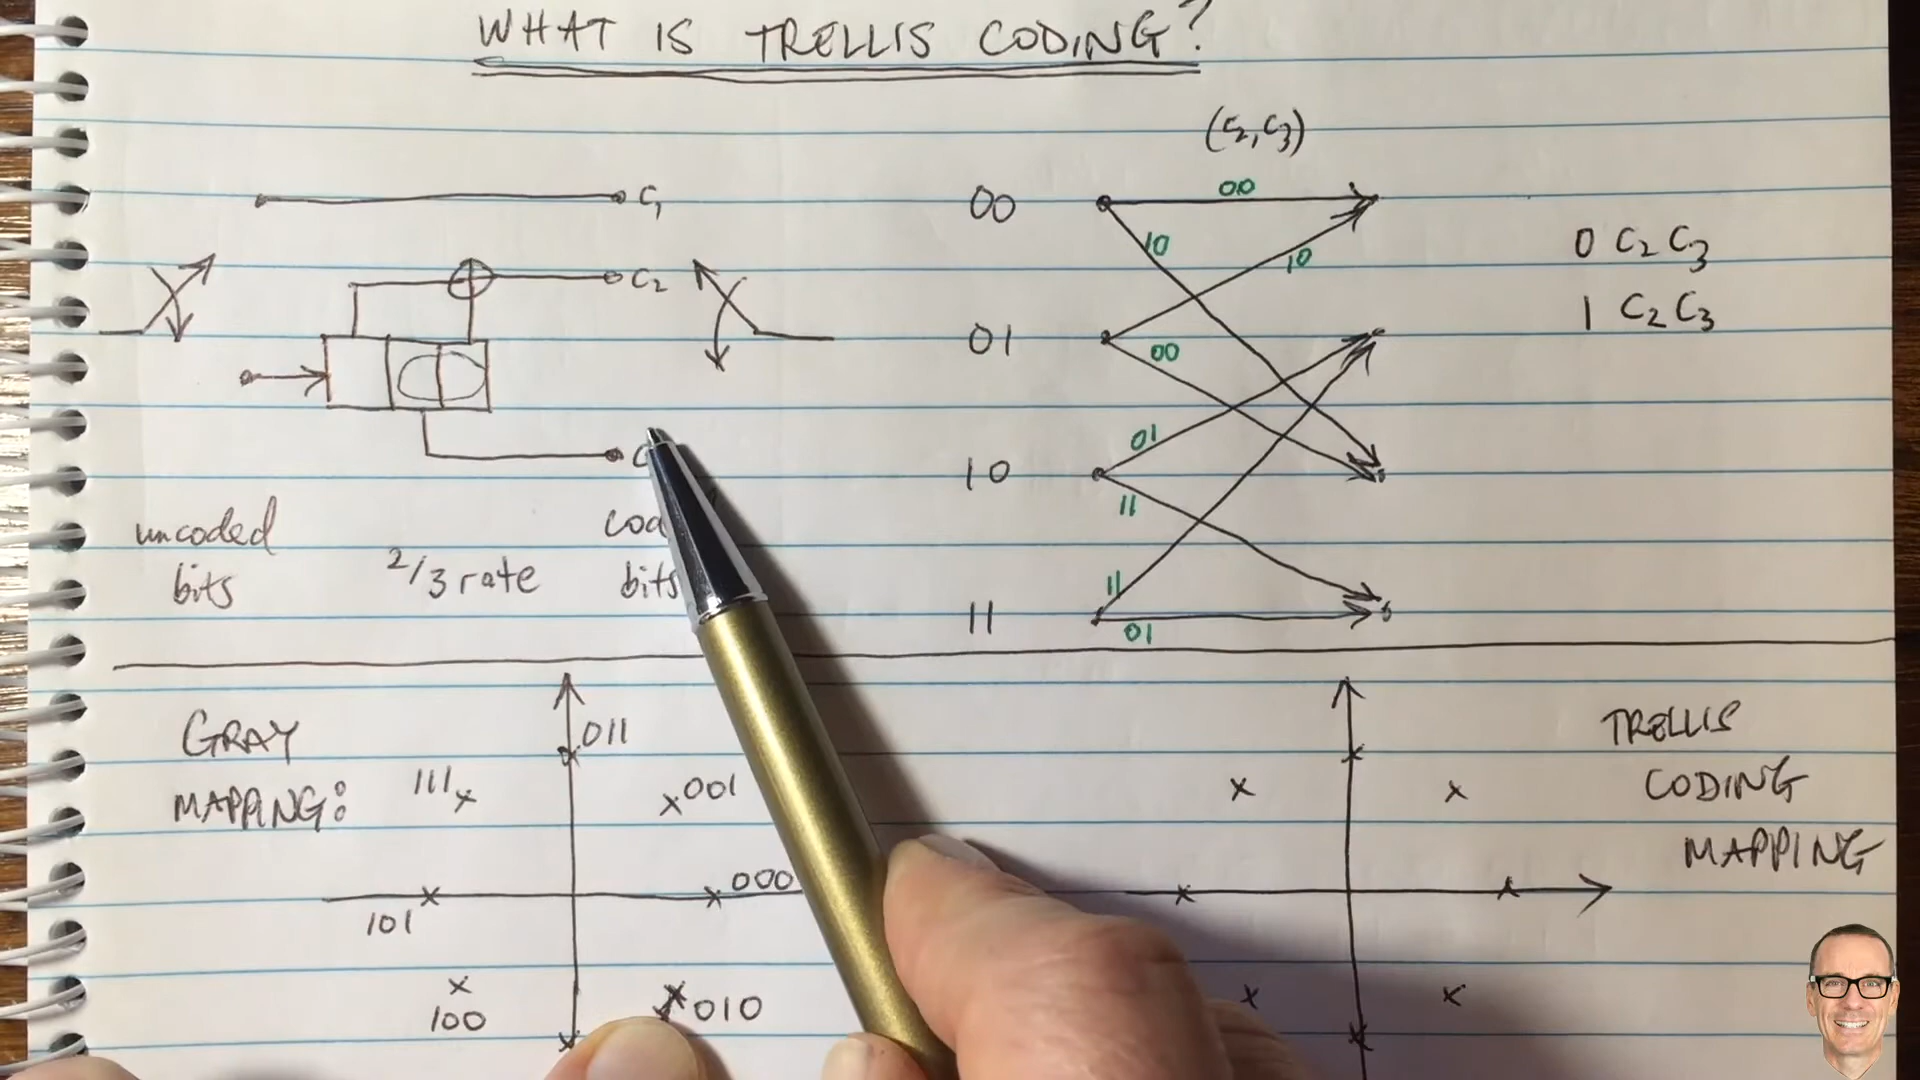 WHAT IS TRELLIS CODING?
(C2, C3)
C1
00
00
10
10
0 C2 C3
C2
1 C2 C3
01
00
01
10
11
uncoded bits
2/3 rate
bits
11
11
01
GRAY
MAPPING:
011
111
001
000
101
100
010
TRELLIS
CODING
MAPPING